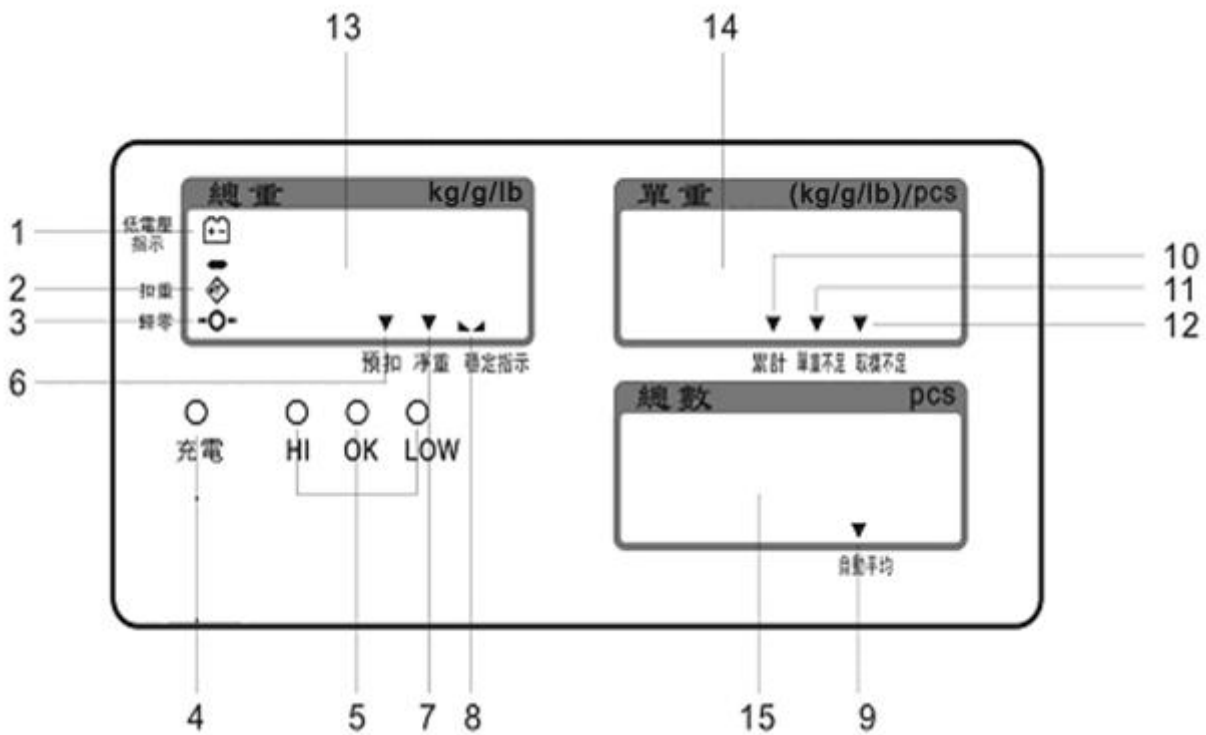 13 14
總重 kg/g/lb
單重 (kg/g/lb)/pcs
1 低電壓
指示
2 扣重
3 歸零
10
11
12
預扣 淨重 穩定指示
累計 單重不足 取樣不足
6
總數 pcs
充電 HI OK LOW
自動平均
4 5 7 8 15 9